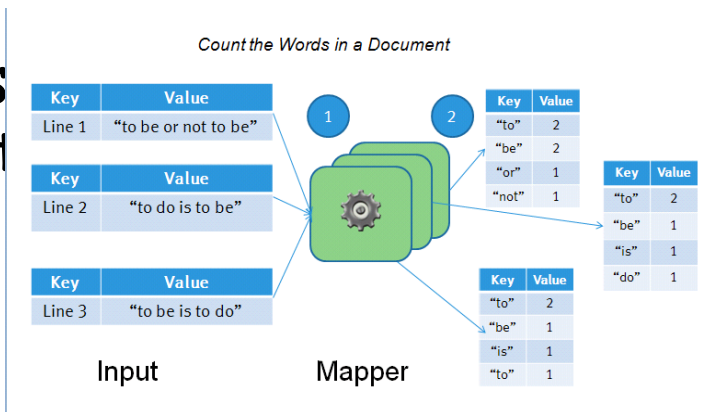 Count the Words in a Document
Key Value
Line 1 “to be or not to be”
Key Value
Line 2 “to do is to be”
Key Value
Line 3 “to be is to do”
Input
1
2
Mapper
Key Value
“to” 2
“be” 2
“or” 1
“not” 1
Key Value
“to” 2
“be” 1
“is” 1
“do” 1
Key Value
“to” 2
“be” 1
“is” 1
“to” 1